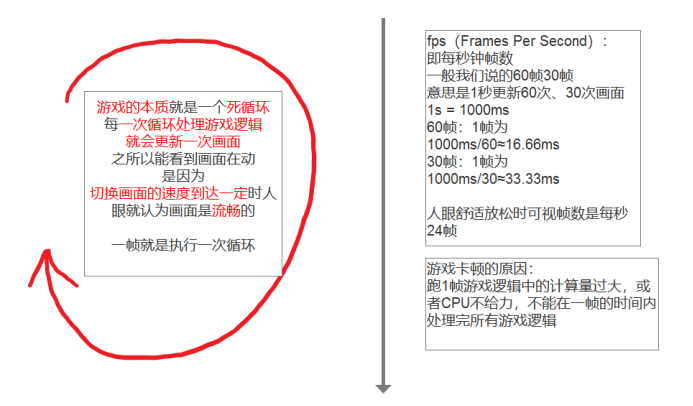 游戏的本质就是一个死循环
每一次循环处理游戏逻辑
就会更新一次画面
之所以能看到画面在动
是因为
切换画面的速度到达一定时人
眼就认为画面是流畅的
一帧就是执行一次循环
fps（Frames Per Second）：
即每秒钟帧数
一般我们说的60帧30帧
意思是1秒更新60次、30次画面
1s = 1000ms
60帧：1帧为
1000ms/60≈16.66ms
30帧：1帧为
1000ms/30≈33.33ms
人眼舒适放松时可视帧数是每秒
24帧
游戏卡顿的原因：
跑1帧游戏逻辑中的计算量过大，或
者CPU不给力，不能在一帧的时间内
处理完所有游戏逻辑